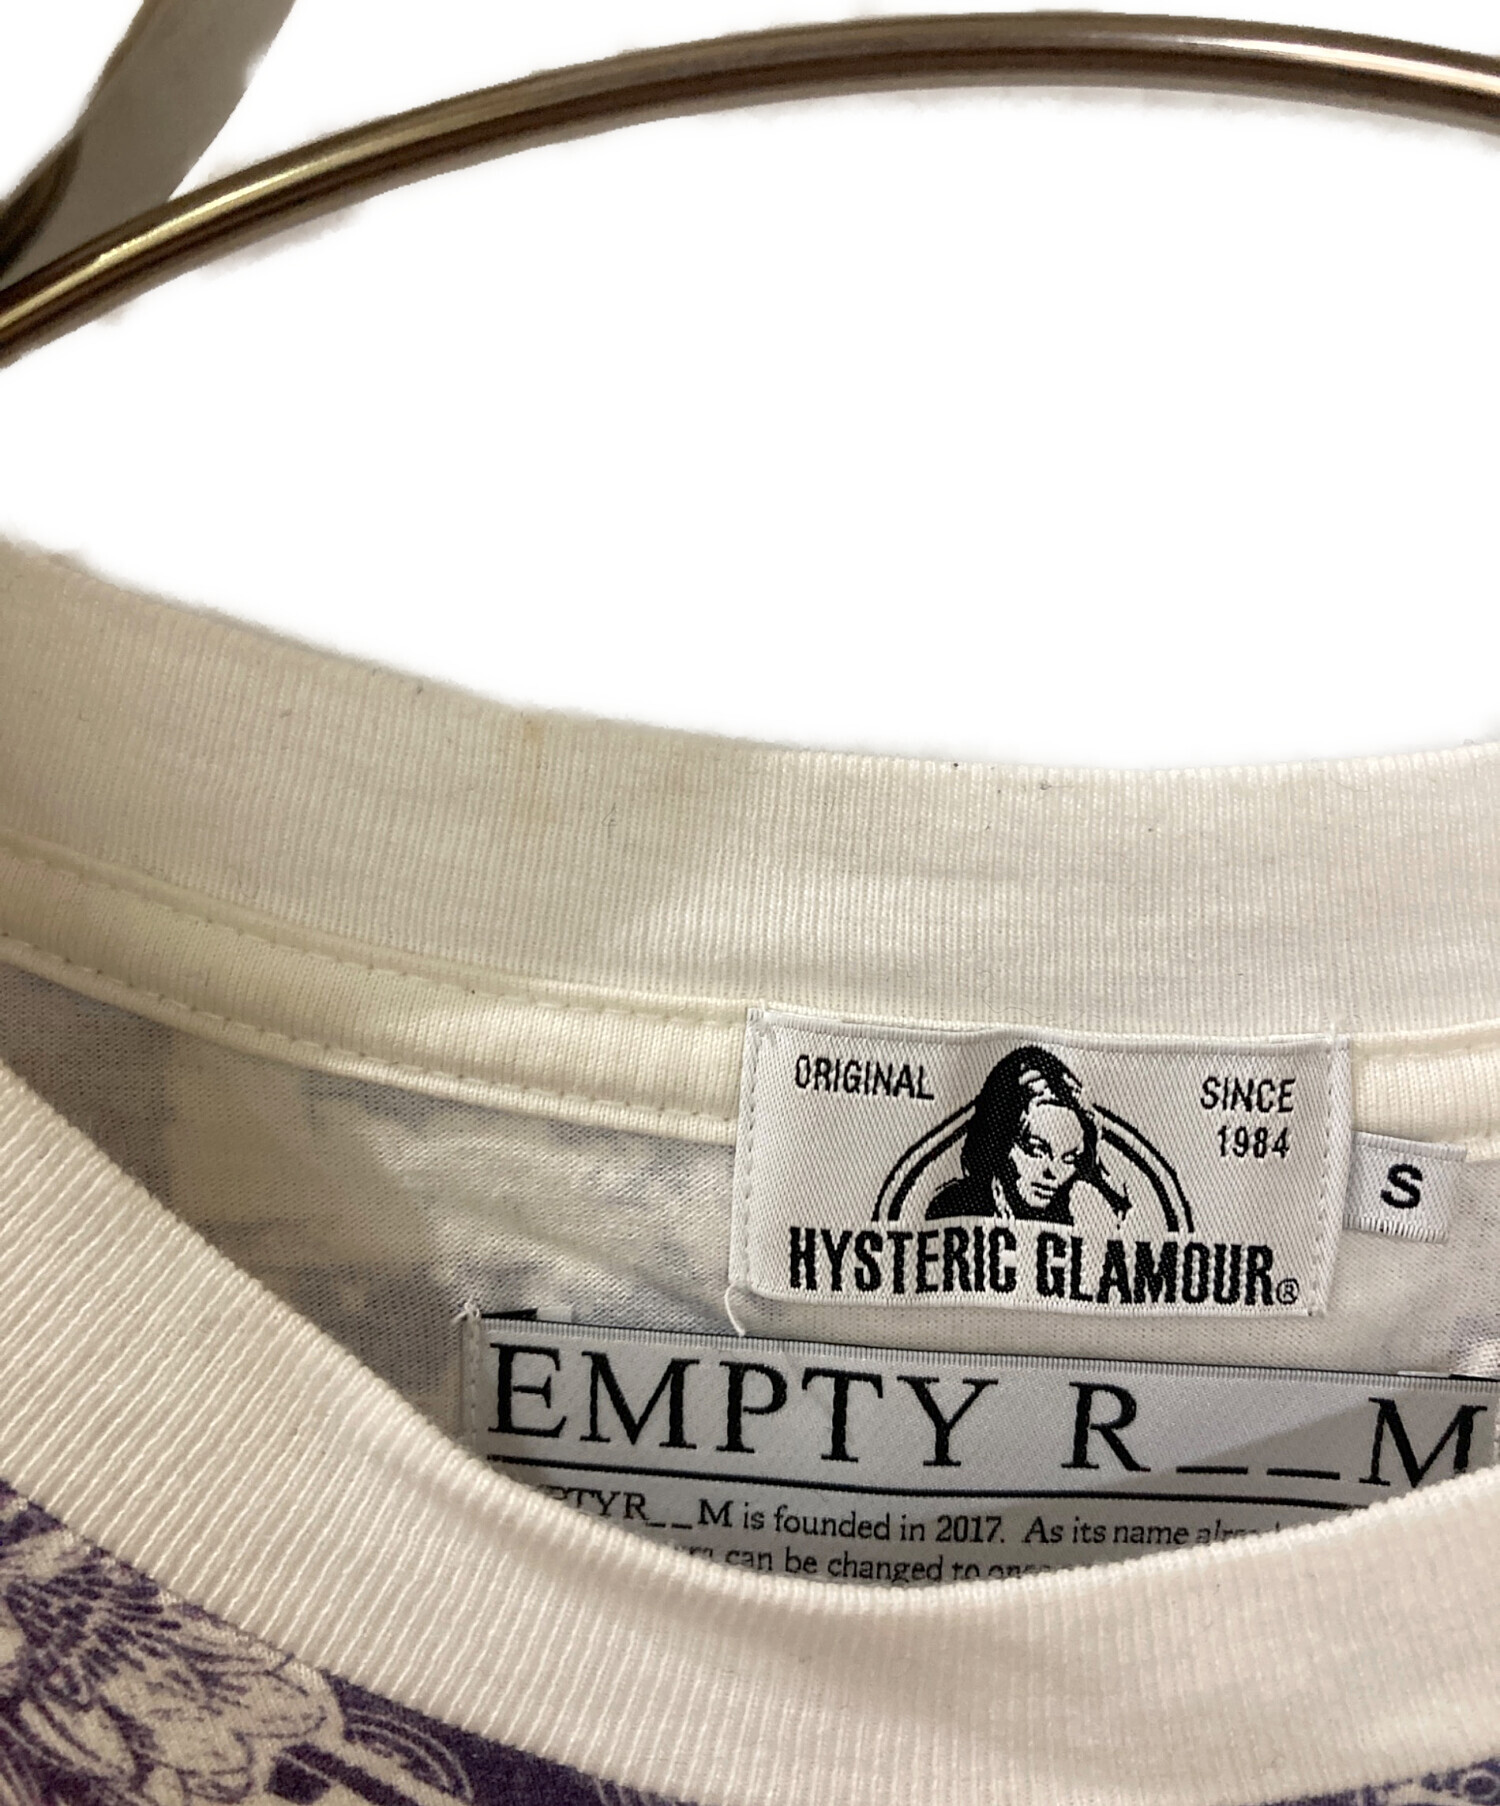 ORIGINAL
SINCE
1984
HYSTERIC GLAMOUR®
S
EMPTY R__M
R__M is founded in 2017. As its name
can be changed to